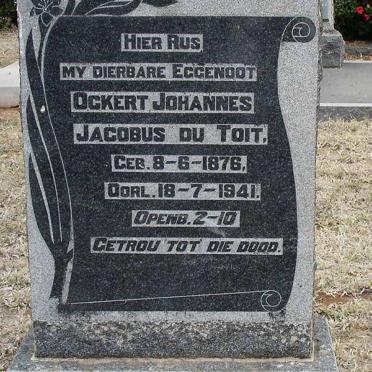 HIER RUS
MY DIERBARE EGGENOOT
OCKERT JOHANNES
JACOBUS DU TOIT,
GEB. 8-6-1876,
OORL. 18-7-1941.
OPENB. 2-10
GETROU TOT DIE DOOD.